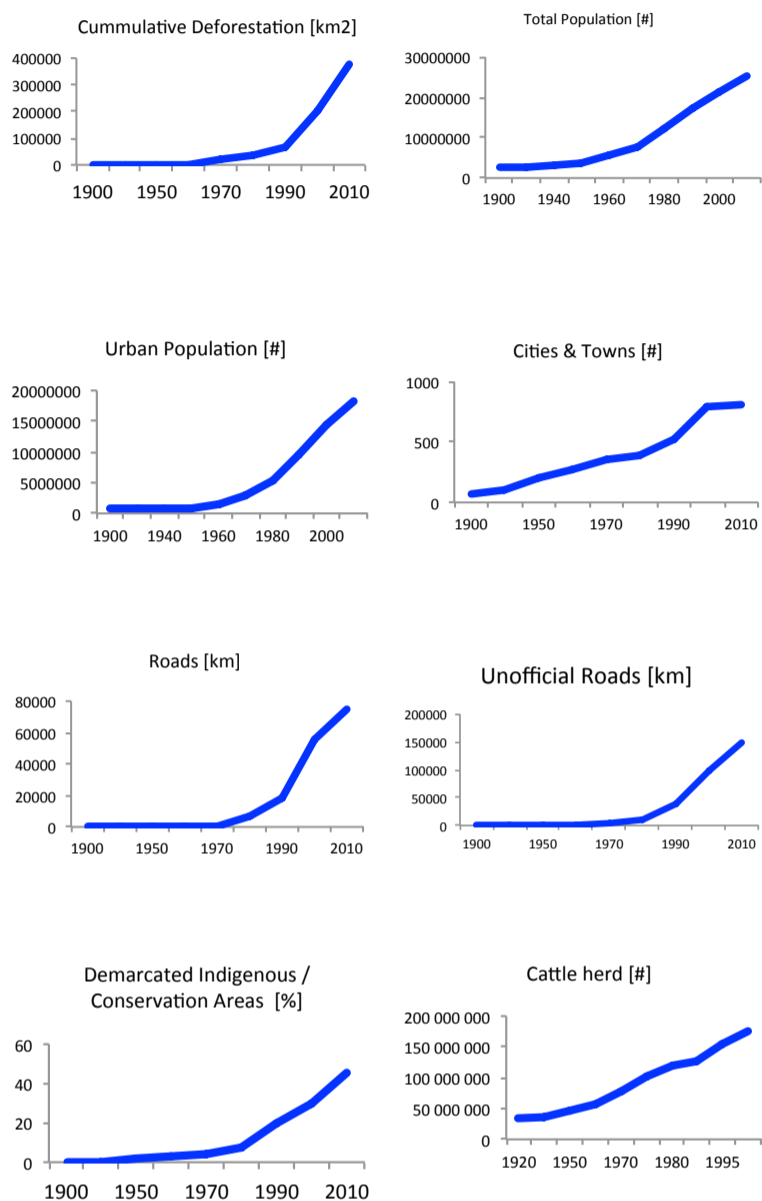 Cummulative Deforestation [km2]
400000
300000
200000
100000
0
1900 1950 1970 1990 2010
Total Population [#]
30000000
20000000
10000000
0
1900 1940 1960 1980 2000
Urban Population [#]
20000000
15000000
10000000
5000000
0
1900 1940 1960 1980 2000
Cities & Towns [#]
1000
500
0
1900 1950 1970 1990 2010
Roads [km]
80000
60000
40000
20000
0
1900 1950 1970 1990 2010
Unofficial Roads [km]
200000
150000
100000
50000
0
1900 1950 1970 1990 2010
Demarcated Indigenous /
Conservation Areas [%]
60
40
20
0
1900 1950 1970 1990 2010
Cattle herd [#]
200 000 000
150 000 000
100 000 000
50 000 000
0
1920 1950 1970 1980 1995